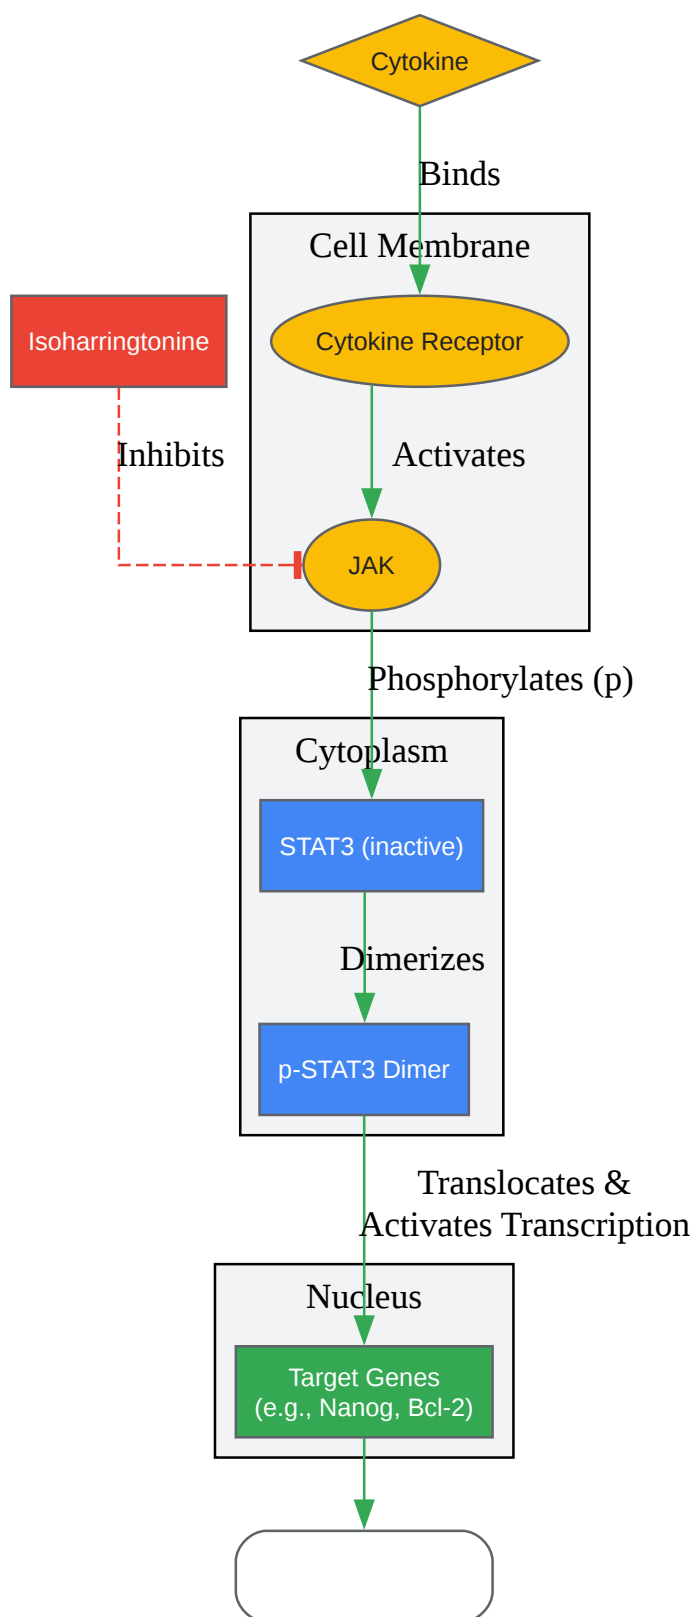 Cytokine
Binds
Cell Membrane
Isoharringtonine
Cytokine Receptor
Inhibits
Activates
JAK
Phosphorylates (p)
Cytoplasm
STAT3 (inactive)
Dimerizes
p-STAT3 Dimer
Translocates &
Activates Transcription
Nucleus
Target Genes
(e.g., Nanog, Bcl-2)